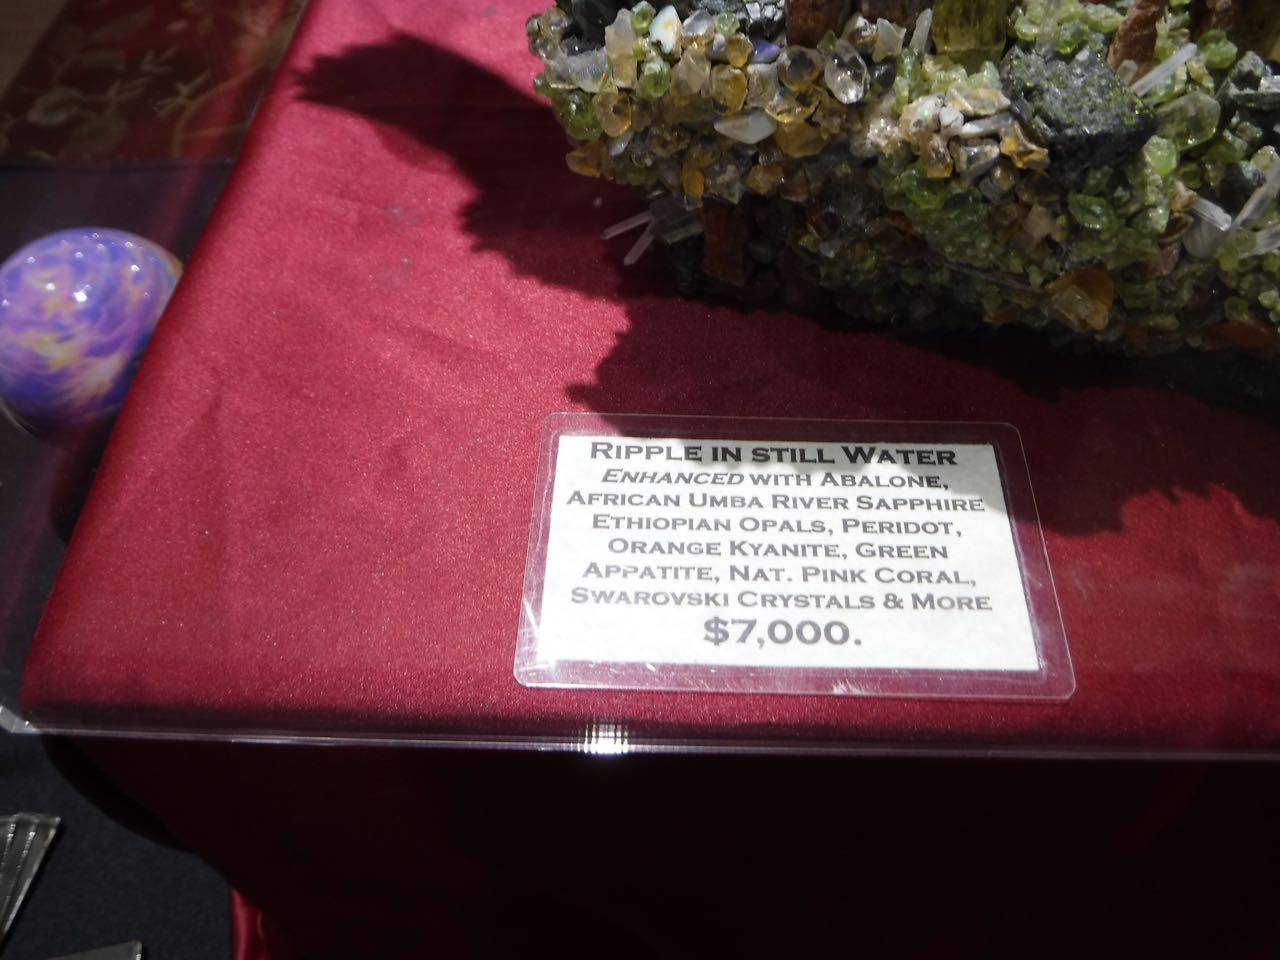 RIPPLE IN STILL WATER
ENHANCED WITH ABALONE,
AFRICAN UMBA RIVER SAPPHIRE
ETHIOPIAN OPALS, PERIDOT,
ORANGE KYANITE, GREEN
APPATITE, NAT. PINK CORAL,
SWAROVSKI CRYSTALS & MORE
$7,000.